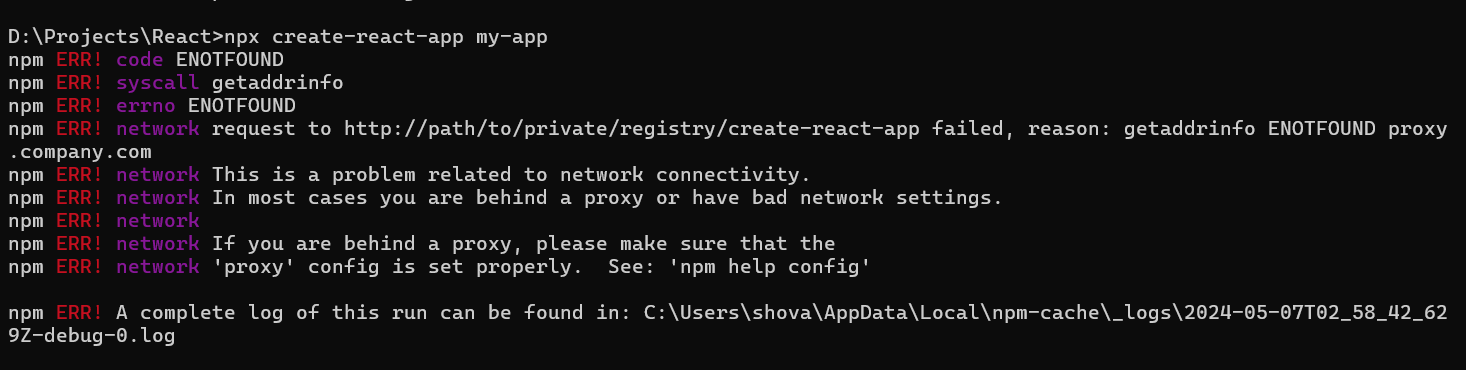 D:\Projects\React>npx create-react-app my-app
npm ERR! code ENOTFOUND
npm ERR! syscall getaddrinfo
npm ERR! errno ENOTFOUND
npm ERR! network request to http://path/to/private/registry/create-react-app failed, reason: getaddrinfo ENOTFOUND proxy
.company.com
npm ERR! network This is a problem related to network connectivity.
npm ERR! network In most cases you are behind a proxy or have bad network settings.
npm ERR! network
npm ERR! network If you are behind a proxy, please make sure that the
npm ERR! network 'proxy' config is set properly.  See: 'npm help config'
npm ERR! A complete log of this run can be found in: C:\Users\shova\AppData\Local\npm-cache\_logs\2024-05-07T02_58_42_62
9Z-debug-0.log